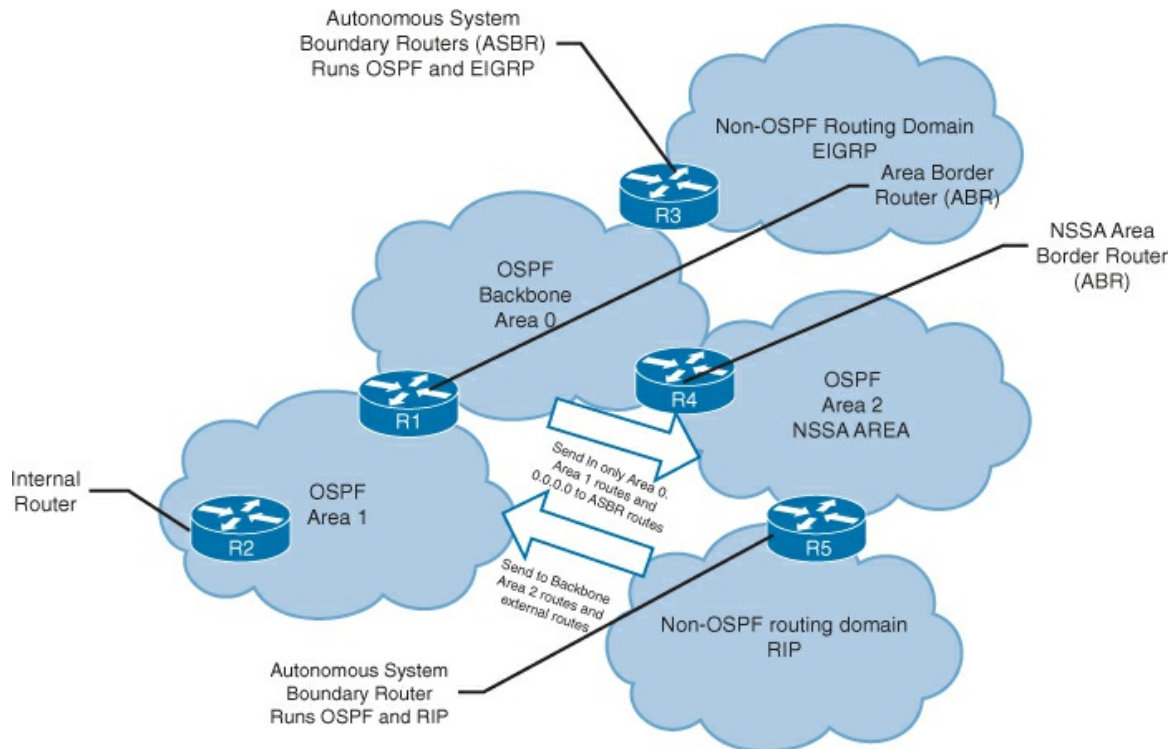 Autonomous System
Boundary Routers (ASBR)
Runs OSPF and EIGRP
Non-OSPF Routing Domain
EIGRP
Area Border
Router (ABR)
R3
NSSA Area
Border Router
(ABR)
OSPF
Backbone
Area 0
R4
OSPF
Area 2
NSSA AREA
R1
Send In only Area 0.
Area 1 routes and
0.0.0.0 to ASBR routes
Internal
Router
OSPF
Area 1
R2
R5
Send to Backbone
Area 2 routes and
external routes
Non-OSPF routing domain
RIP
Autonomous System
Boundary Router
Runs OSPF and RIP